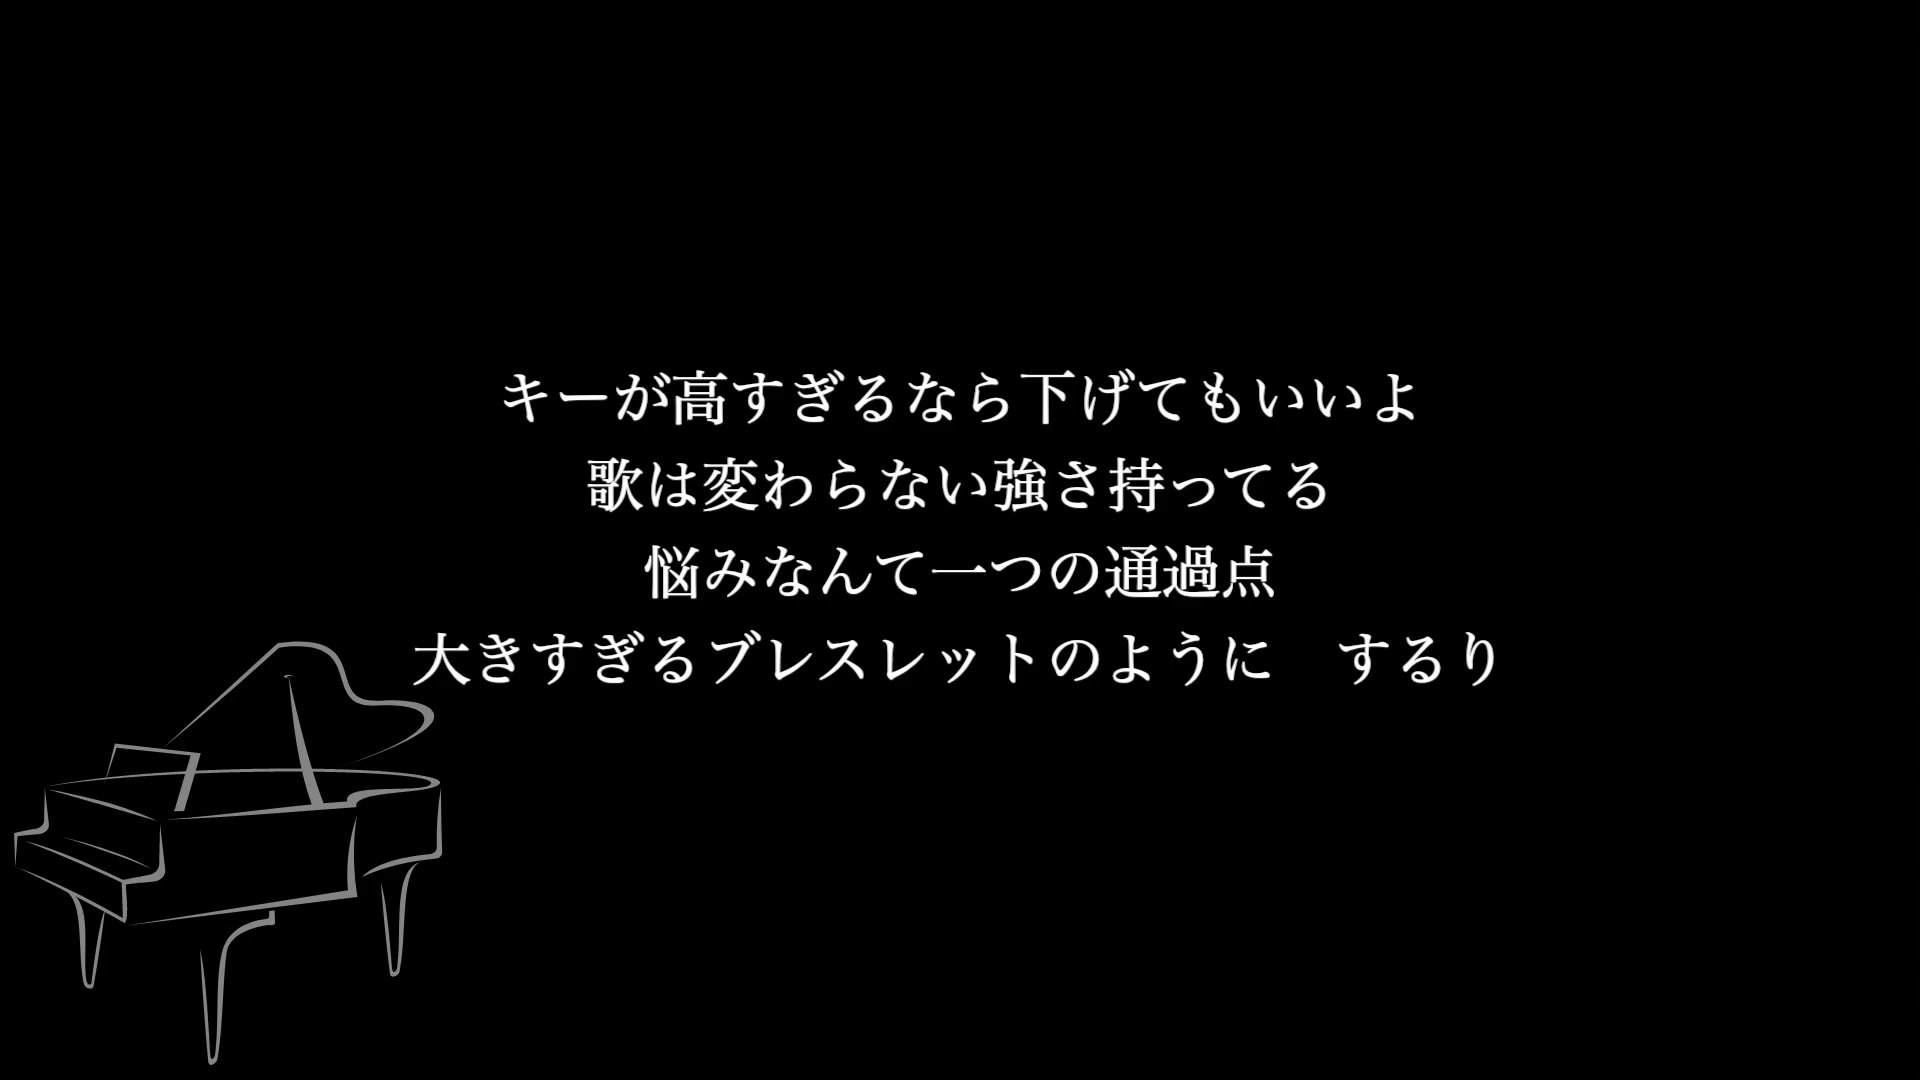 キーが高すぎるなら下げてもいいよ
歌は変わらない強さ持ってる
悩みなんて一つの通過点
大きすぎるブレスレットのように　するり